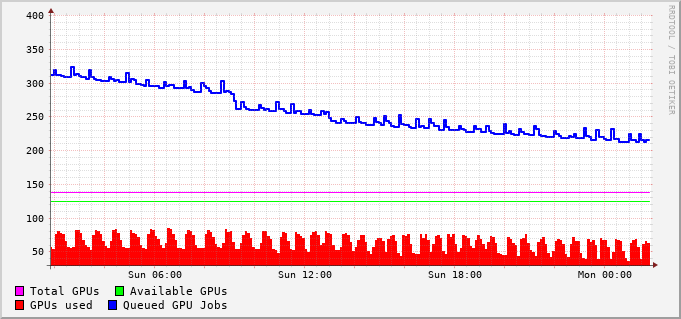 400
350
300
250
200
150
100
50
Sun 06:00 Sun 12:00 Sun 18:00 Mon 00:00
Total GPUs Available GPUs
GPUs used Queued GPU Jobs
RRDTOOL / TOBI OETIKER